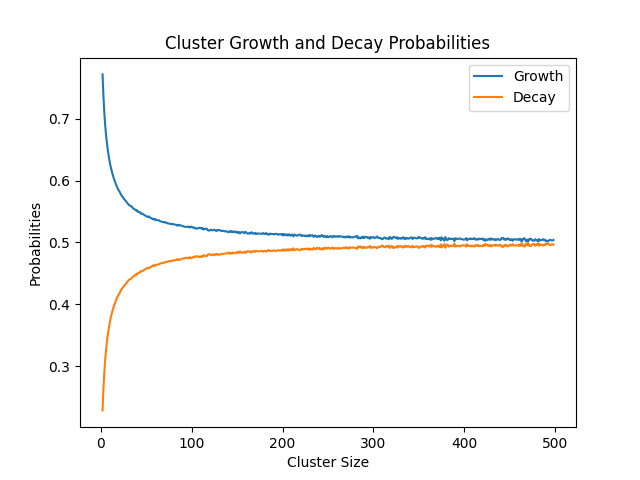 Cluster Growth and Decay Probabilities
Growth
Decay
0.7
0.6
0.5
0.4
0.3
Probabilities
0
100
200
300
400
500
Cluster Size